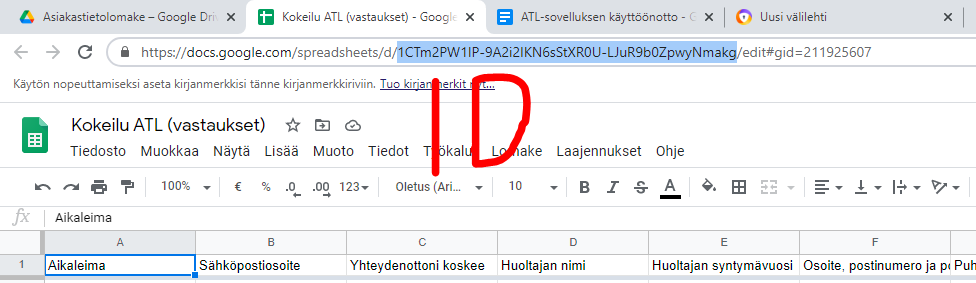 Asiakastietolomake – Google Dri
Kokeilu ATL (vastaukset) - Goog
ATL-sovelluksen käyttöönotto - G
Uusi välilehti
https://docs.google.com/spreadsheets/d/1CTm2PW1IP-9A2i2IKN6sStXR0U-LJuR9b0ZpwyNmakg/edit#gid=211925607
Käytön nopeuttamiseksi aseta kirjanmerkkisi tänne kirjanmerkkiriviin. Tuo kirjanmerkit nyt...
ID
Kokeilu ATL (vastaukset)
Tiedosto Muokkaa Näytä Lisää Muoto Tiedot Työkalut Lomake Laajennukset Ohje
100% € % .0 .00 123 Oletus (Ari... 10 B I S A
fx Aikaleima
A B C D E F
1 Aikaleima Sähköpostiosoite Yhteydenottoni koskee Huoltajan nimi Huoltajan syntymävuosi Osoite, postinumero ja po Puh